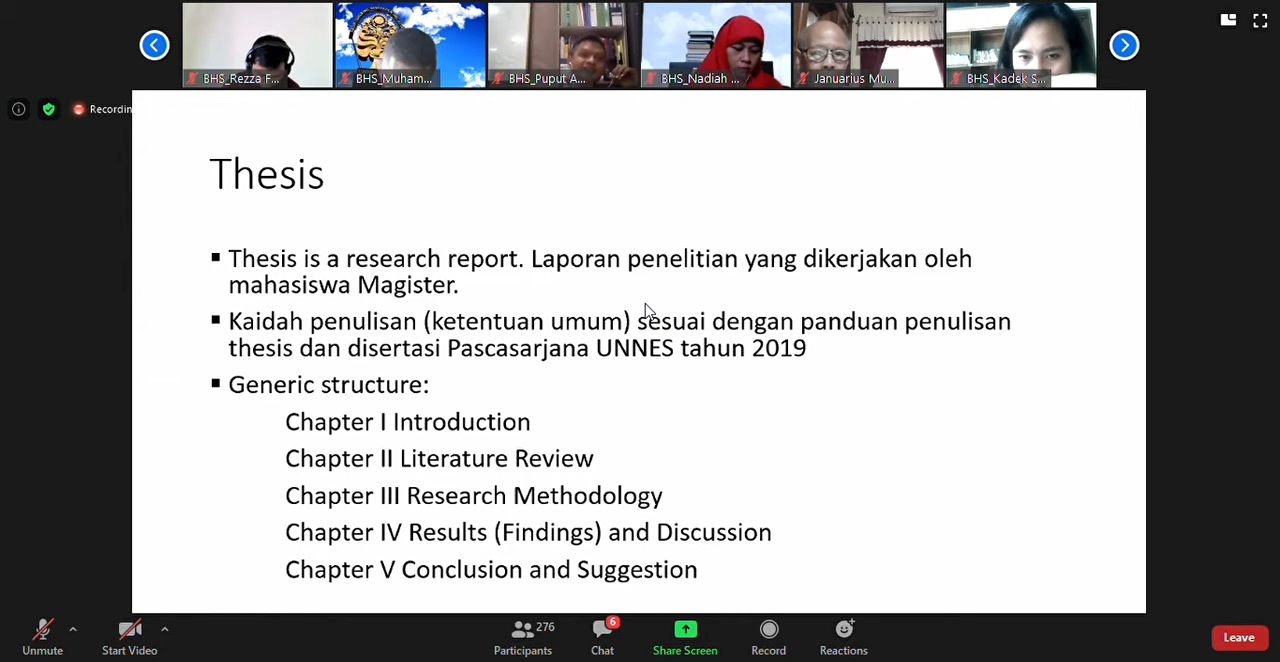 BHS_Rezza F...
BHS_Muham...
BHS_Puput A...
BHS_Nadiah ...
Januarius Mu...
BHS_Kadek S...
Recordin
Thesis
▪ Thesis is a research report. Laporan penelitian yang dikerjakan oleh
mahasiswa Magister.
▪ Kaidah penulisan (ketentuan umum) sesuai dengan panduan penulisan
thesis dan disertasi Pascasarjana UNNES tahun 2019
▪ Generic structure:
Chapter I Introduction
Chapter II Literature Review
Chapter III Research Methodology
Chapter IV Results (Findings) and Discussion
Chapter V Conclusion and Suggestion
276
6
Unmute
Start Video
Participants
Chat
Share Screen
Record
Reactions
Leave